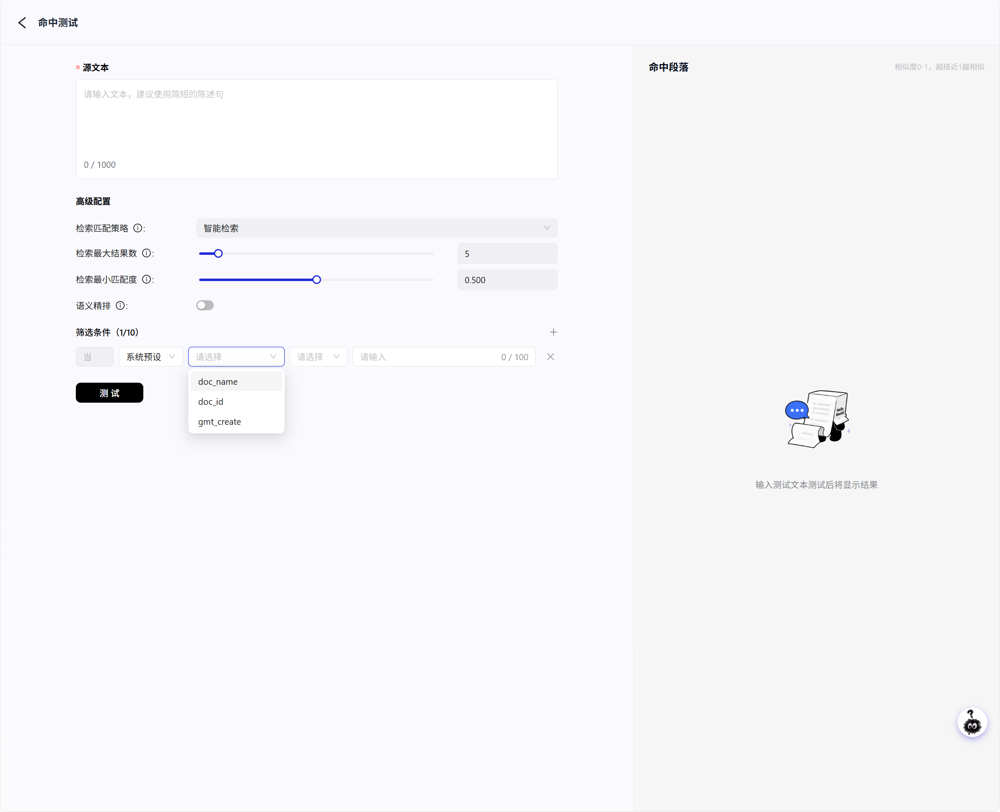 命中测试
* 源文本
请输入文本，建议使用简短的陈述句
0 / 1000
高级配置
检索匹配策略 :
智能检索
检索最大结果数 :
5
检索最小匹配度 :
0.500
语义精排 :
筛选条件（1/10）
当
系统预设
请选择
请选择
请输入
0 / 100
doc_name
doc_id
gmt_create
测 试
命中段落
相似度0-1，越接近1越相似
Hello
World!
输入测试文本测试后将显示结果
?